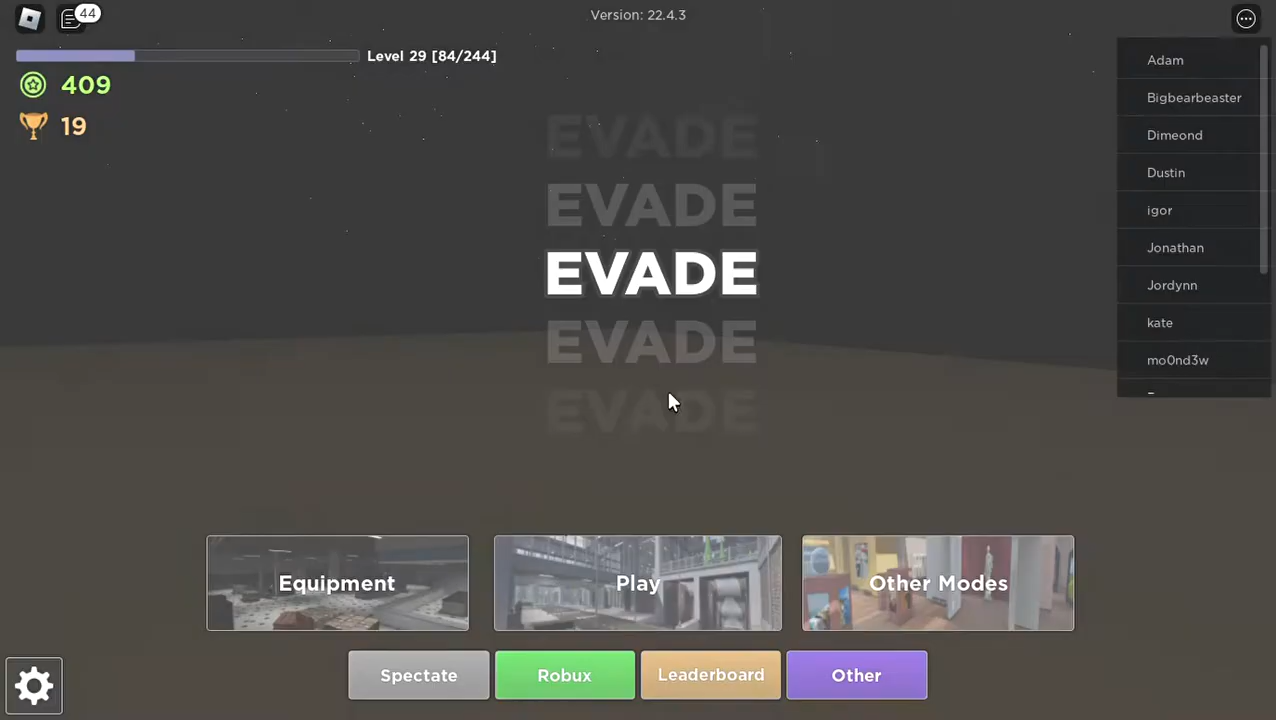 44
Version: 22.4.3
Level 29 [84/244]
409
19
Adam
Bigbearbeaster
Dimeond
Dustin
igor
Jonathan
Jordynn
kate
mo0nd3w
EVADE
EVADE
EVADE
EVADE
EVADE
Equipment
Play
Other Modes
Spectate
Robux
Leaderboard
Other